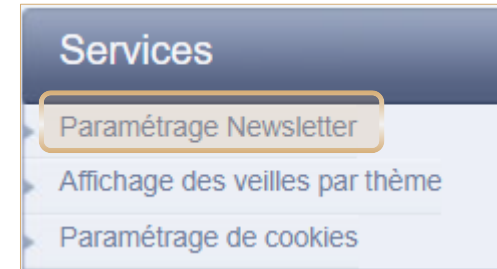 Services
Paramétrage Newsletter
Affichage des veilles par thème
Paramétrage de cookies